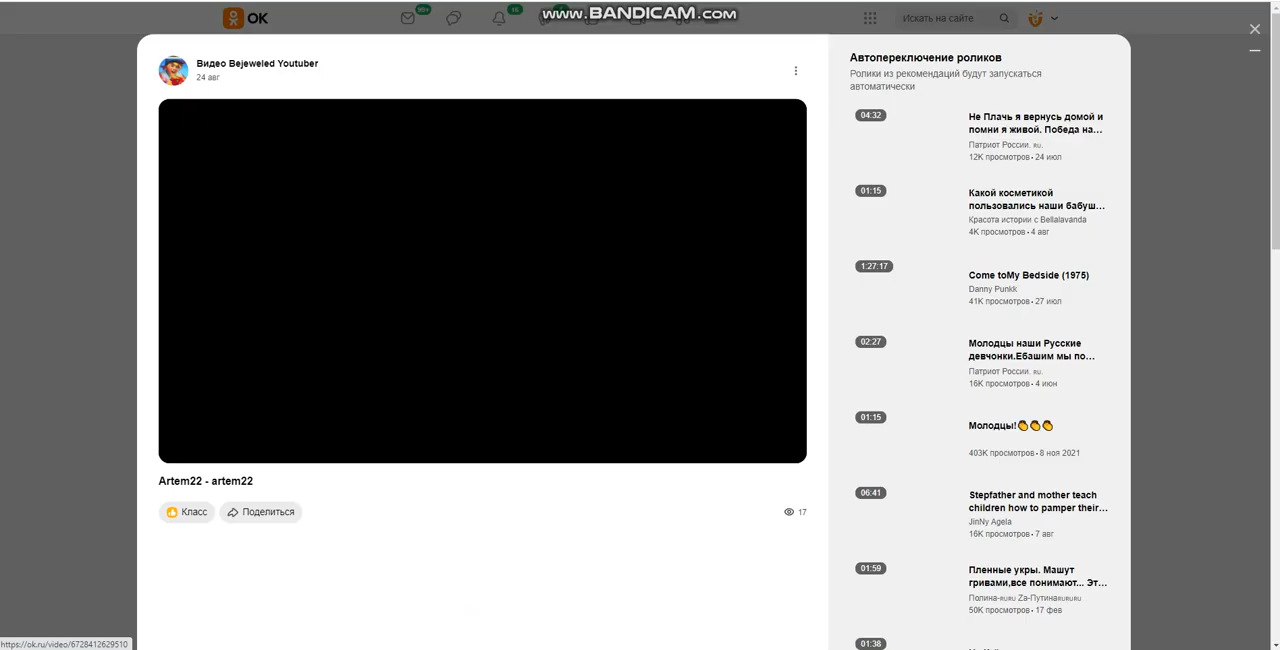 OK
99+
16
www.BANDICAM.com
Искать на сайте
Видео Bejeweled Youtuber
24 авг
Artem22 - artem22
Класс
Поделиться
17
Автопереключение роликов
Ролики из рекомендаций будут запускаться
автоматически
04:32
Не Плачь я вернусь домой и
помни я живой. Победа на...
Патриот России. RU.
12K просмотров • 24 июл
01:15
Какой косметикой
пользовались наши бабуш...
Красота истории с Bellalavanda
4K просмотров • 4 авг
1:27:17
Come toMy Bedside (1975)
Danny Punkk
41K просмотров • 27 июл
02:27
Молодцы наши Русские
девчонки.Ебашим мы по...
Патриот России. RU.
16K просмотров • 4 июн
01:15
Молодцы!👏👏👏
403K просмотров • 8 ноя 2021
06:41
Stepfather and mother teach
children how to pamper their...
JinNy Agela
16K просмотров • 7 авг
01:59
Пленные укры. Машут
гривами,все понимают... Эт...
Полина-RURU Za-ПутинаRURURU
50K просмотров • 17 фев
01:38
https://ok.ru/video/6728412629510